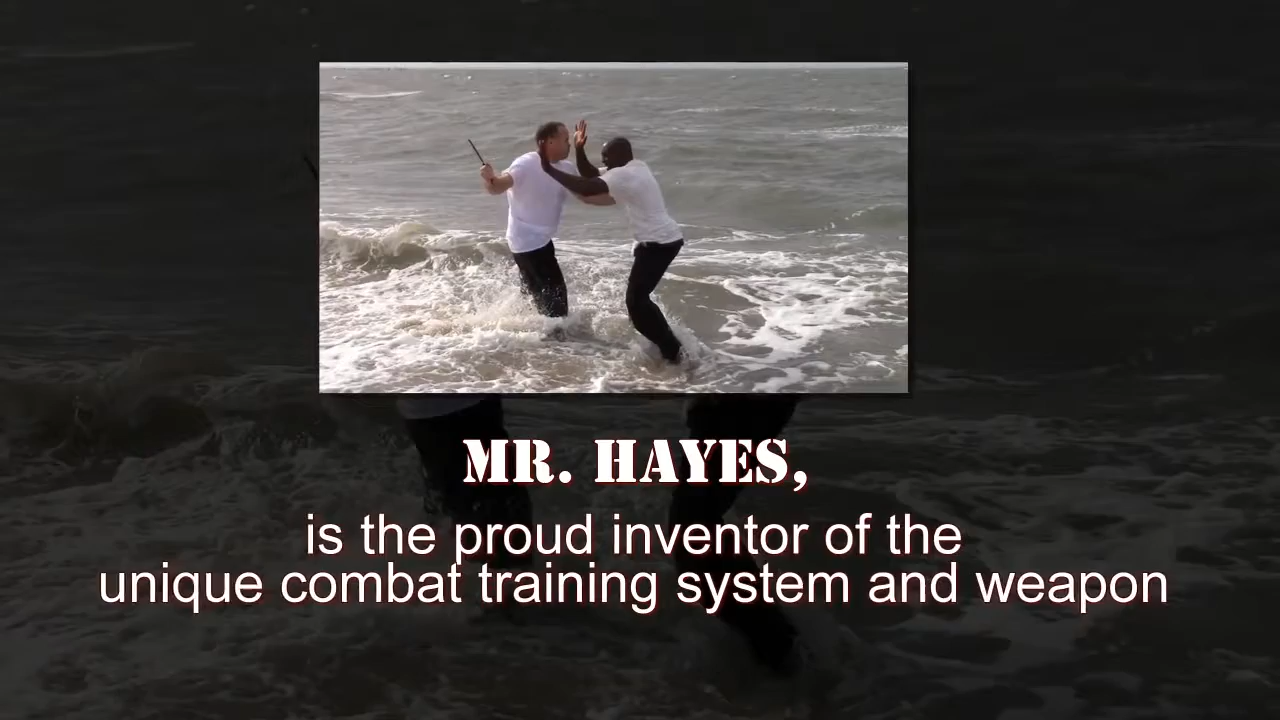 MR. HAYES,
is the proud inventor of the
unique combat training system and weapon